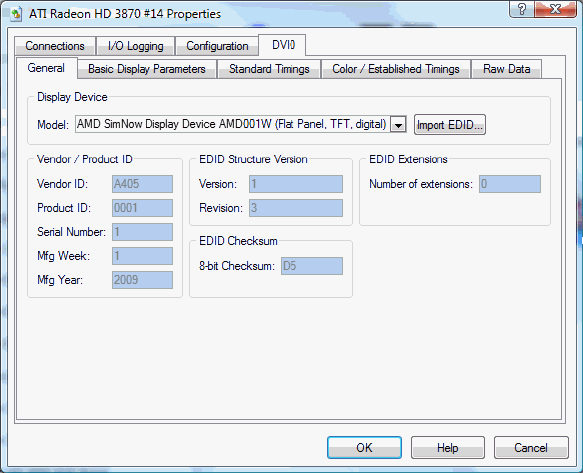 ATI Radeon HD 3870 #14 Properties
?
Connections I/O Logging Configuration DVI0
General Basic Display Parameters Standard Timings Color / Established Timings Raw Data
Display Device
Model: AMD SimNow Display Device AMD001W (Flat Panel, TFT, digital) Import EDID...
Vendor / Product ID
Vendor ID: A405
Product ID: 0001
Serial Number: 1
Mfg Week: 1
Mfg Year: 2009
EDID Structure Version
Version: 1
Revision: 3
EDID Checksum
8-bit Checksum: D5
EDID Extensions
Number of extensions: 0
OK Help Cancel